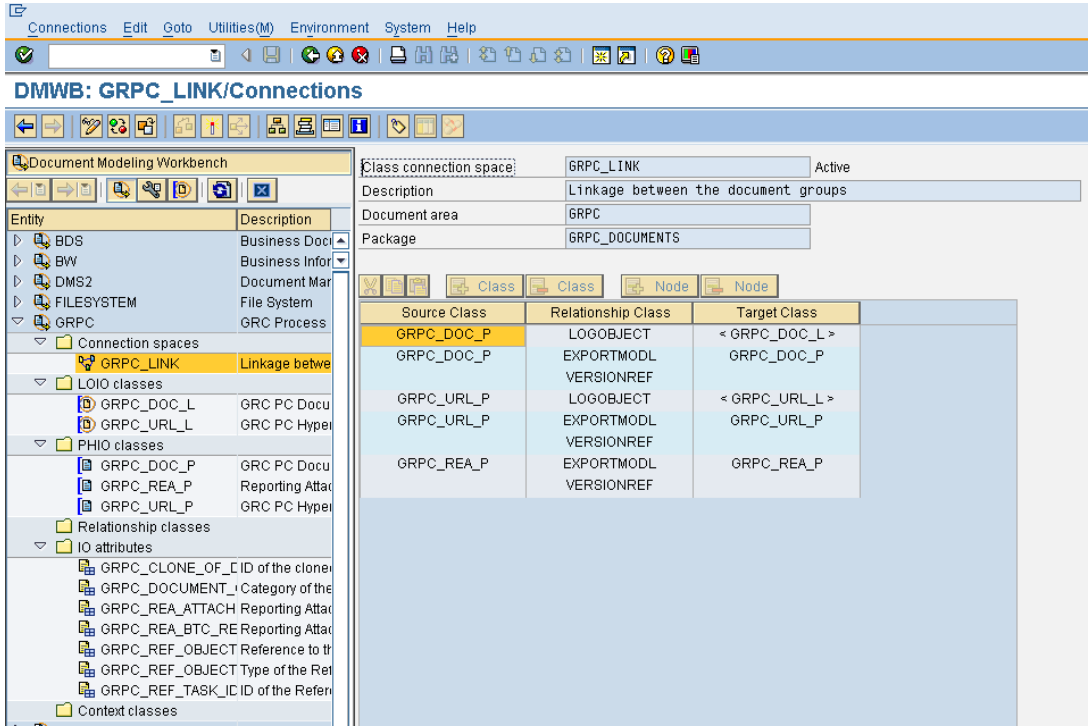 Connections Edit Goto Utilities(M) Environment System Help
DMWB: GRPC_LINK/Connections
Document Modeling Workbench
Entity Description
BDS Business Docu
BW Business Infor
DMS2 Document Mar
FILESYSTEM File System
GRPC GRC Process
Connection spaces
GRPC_LINK Linkage betwe
LOIO classes
GRPC_DOC_L GRC PC Docu
GRPC_URL_L GRC PC Hyper
PHIO classes
GRPC_DOC_P GRC PC Docu
GRPC_REA_P Reporting Attac
GRPC_URL_P GRC PC Hyper
Relationship classes
IO attributes
GRPC_CLONE_OF_D ID of the cloned
GRPC_DOCUMENT_ Category of the
GRPC_REA_ATTACH Reporting Attac
GRPC_REA_BTC_RE Reporting Attac
GRPC_REF_OBJECT Reference to th
GRPC_REF_OBJECT Type of the Ref
GRPC_REF_TASK_ID ID of the Refere
Context classes
Class connection space GRPC_LINK Active
Description Linkage between the document groups
Document area GRPC
Package GRPC_DOCUMENTS
Class Class Node Node
Source Class Relationship Class Target Class
GRPC_DOC_P LOGOBJECT < GRPC_DOC_L >
GRPC_DOC_P EXPORTMODL GRPC_DOC_P
VERSIONREF
GRPC_URL_P LOGOBJECT < GRPC_URL_L >
GRPC_URL_P EXPORTMODL GRPC_URL_P
VERSIONREF
GRPC_REA_P EXPORTMODL GRPC_REA_P
VERSIONREF